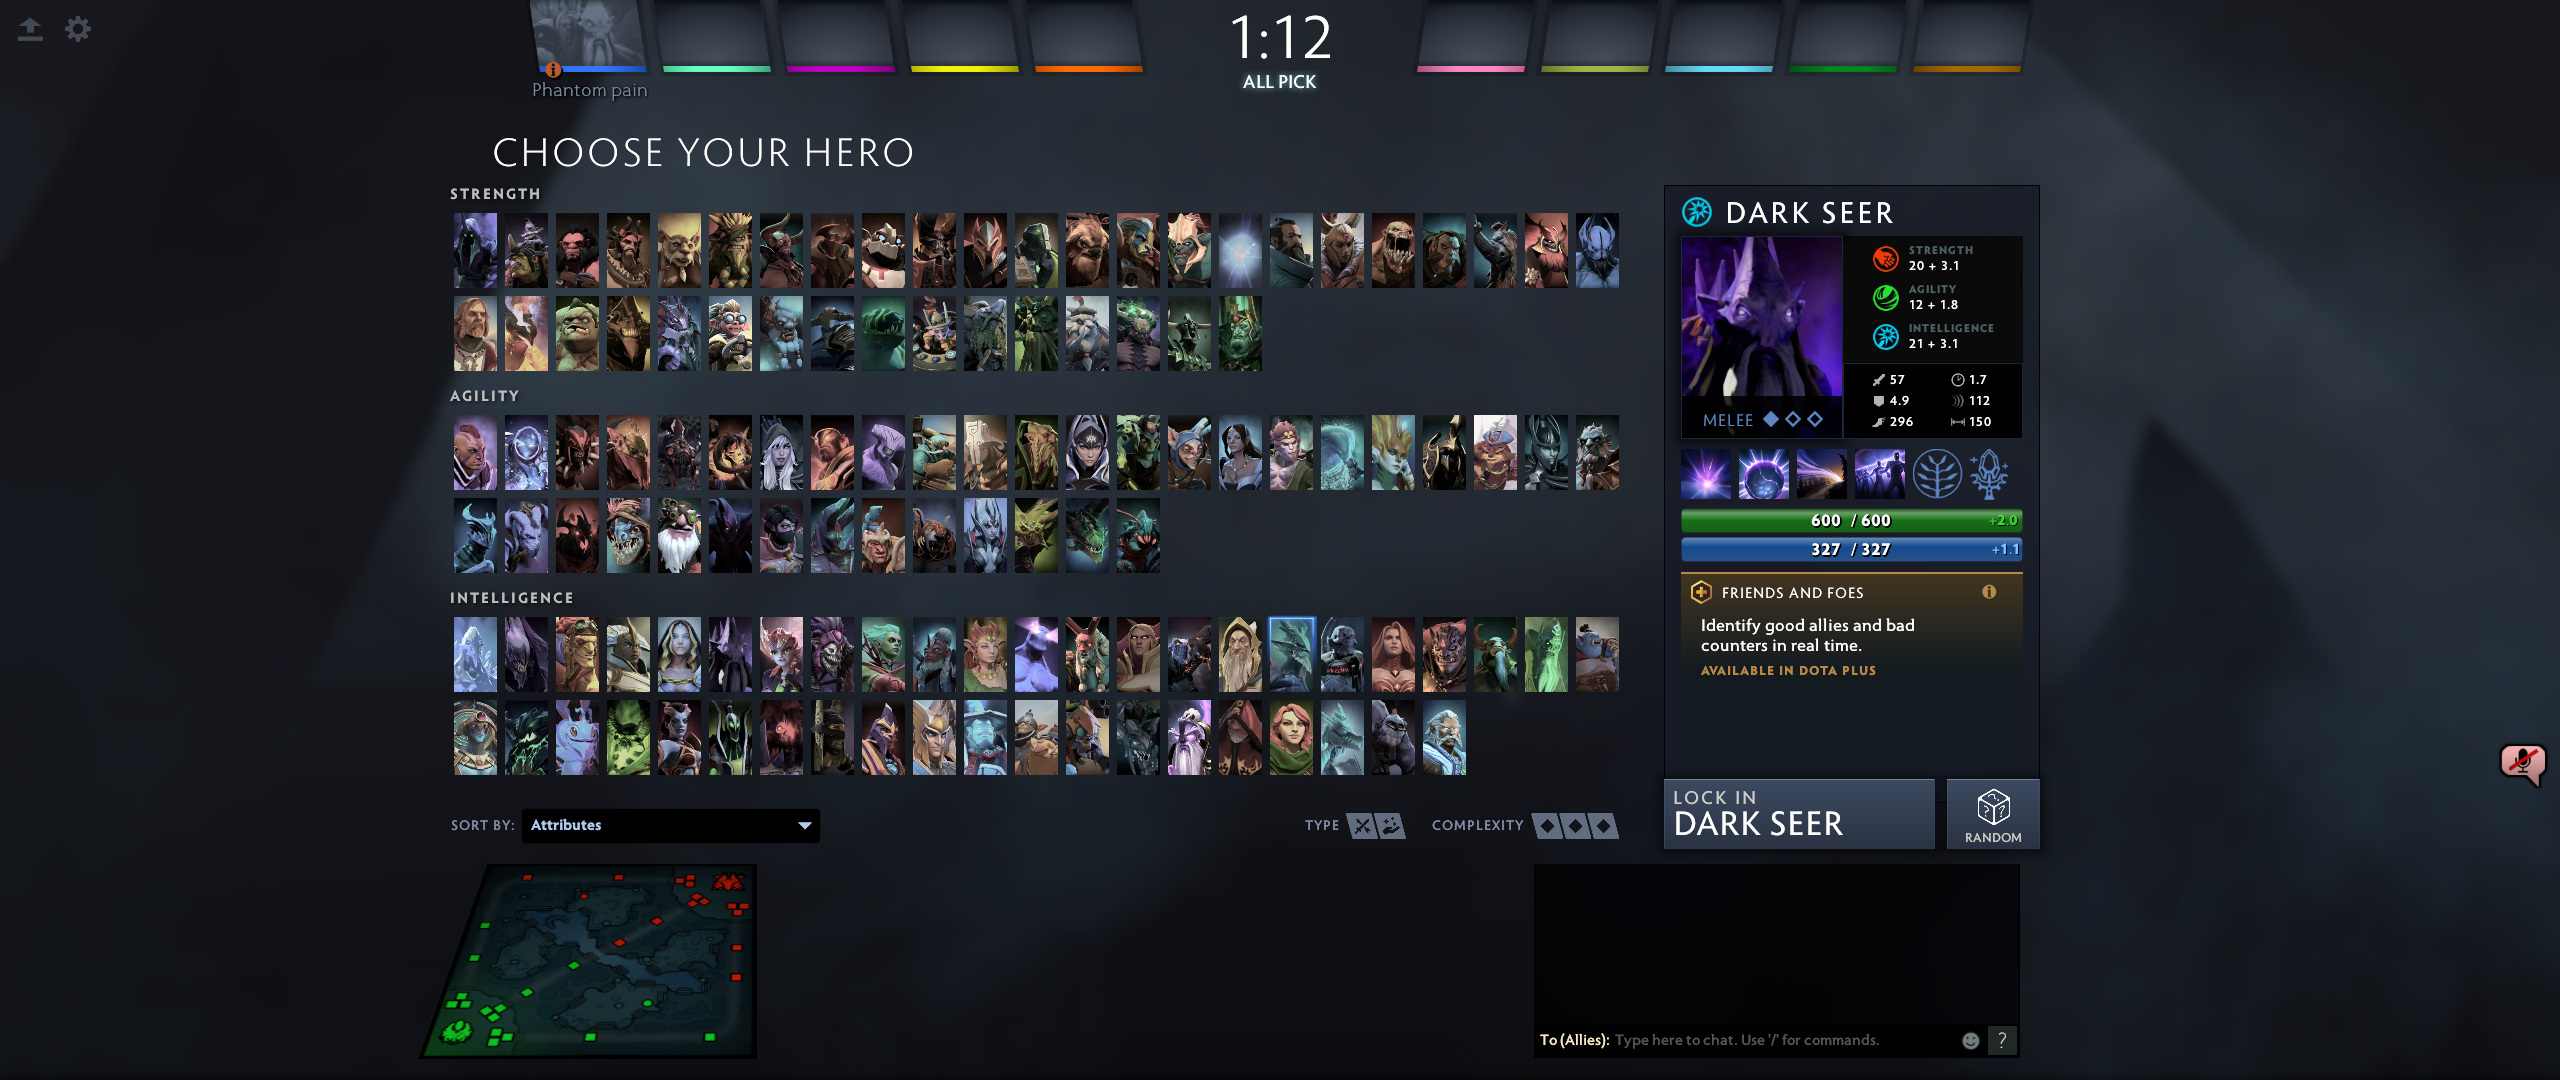 1:12
ALL PICK
Phantom pain
CHOOSE YOUR HERO
STRENGTH
AGILITY
INTELLIGENCE
DARK SEER
STRENGTH
20 + 3.1
AGILITY
12 + 1.8
INTELLIGENCE
21 + 3.1
MELEE
57
1.7
4.9
112
296
150
600 / 600
+2.0
327 / 327
+1.1
FRIENDS AND FOES
Identify good allies and bad
counters in real time.
AVAILABLE IN DOTA PLUS
LOCK IN
DARK SEER
RANDOM
SORT BY:
Attributes
TYPE
COMPLEXITY
To (Allies): Type here to chat. Use '/' for commands.
?